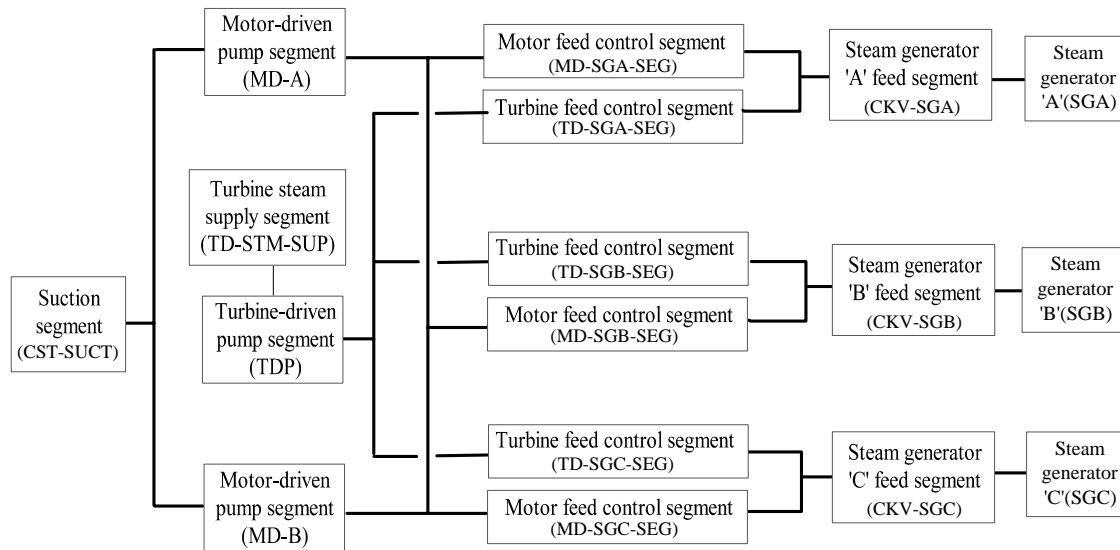 Motor-driven
pump segment
(MD-A)
Motor feed control segment
(MD-SGA-SEG)
Turbine feed control segment
(TD-SGA-SEG)
Steam generator
'A' feed segment
(CKV-SGA)
Steam
generator
'A'(SGA)
Turbine steam
supply segment
(TD-STM-SUP)
Suction
segment
(CST-SUCT)
Turbine-driven
pump segment
(TDP)
Turbine feed control segment
(TD-SGB-SEG)
Motor feed control segment
(MD-SGB-SEG)
Steam generator
'B' feed segment
(CKV-SGB)
Steam
generator
'B'(SGB)
Motor-driven
pump segment
(MD-B)
Turbine feed control segment
(TD-SGC-SEG)
Motor feed control segment
(MD-SGC-SEG)
Steam generator
'C' feed segment
(CKV-SGC)
Steam
generator
'C'(SGC)